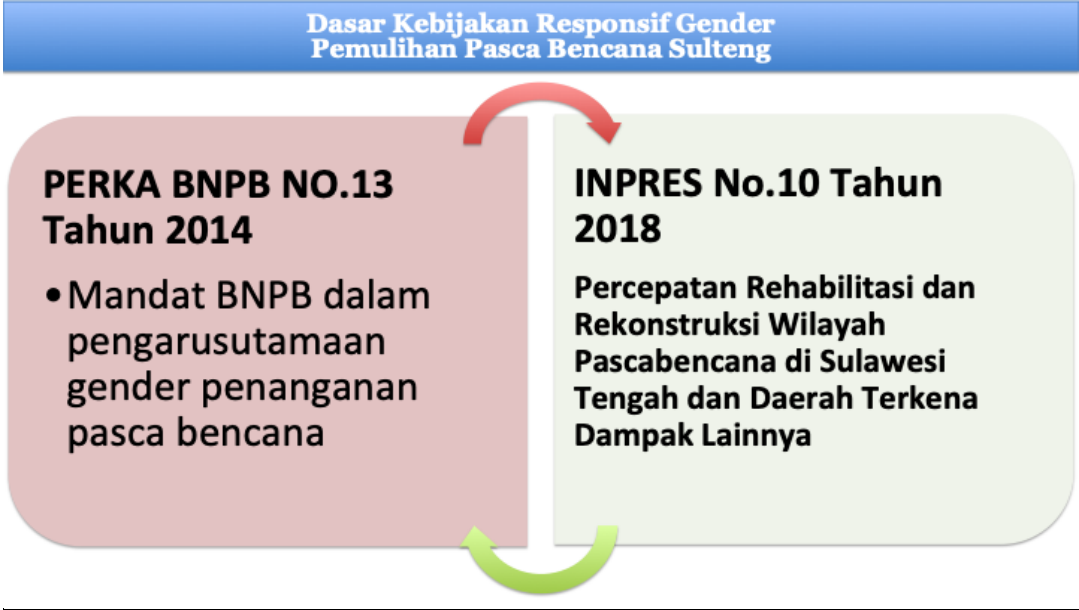 Dasar Kebijakan Responsif Gender
Pemulihan Pasca Bencana Sulteng
PERKA BNPB NO.13
Tahun 2014
•Mandat BNPB dalam
pengarusutamaan
gender penanganan
pasca bencana
INPRES No.10 Tahun
2018
Percepatan Rehabilitasi dan
Rekonstruksi Wilayah
Pascabencana di Sulawesi
Tengah dan Daerah Terkena
Dampak Lainnya